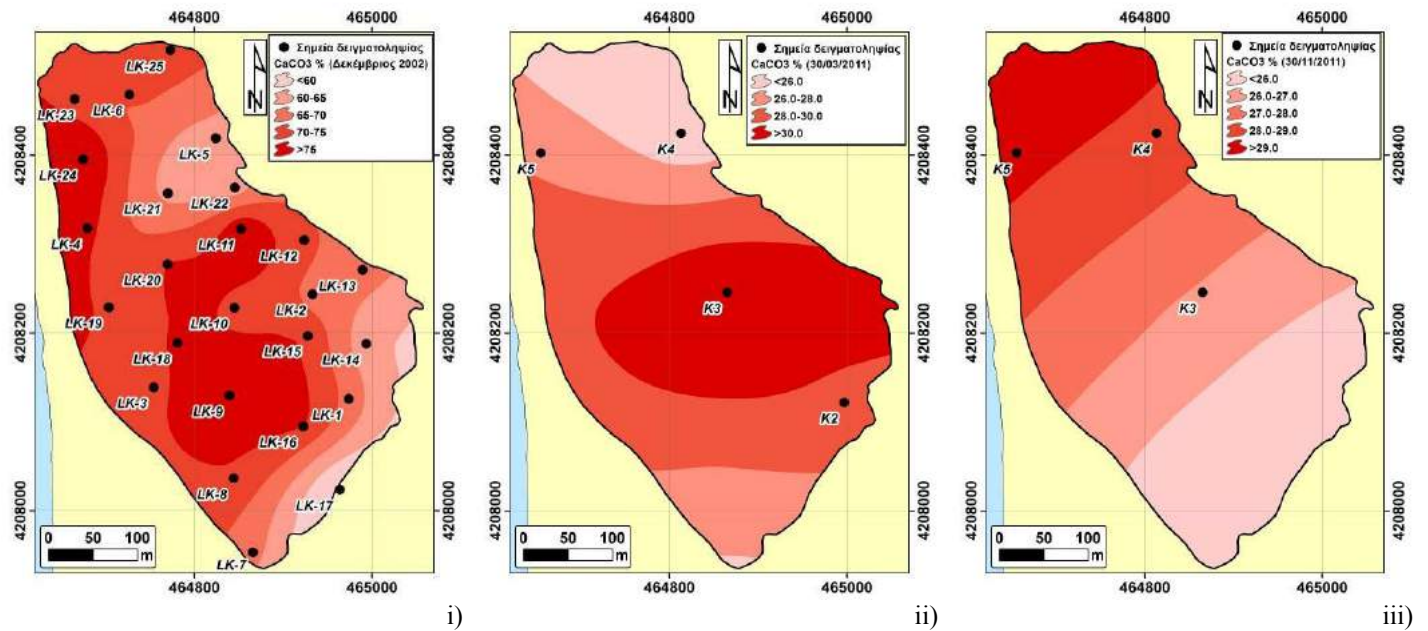 464800 465000
Σημεία δειγματοληψίας
CaCO3 % (Δεκέμβριος 2002)
<60
60-65
65-70
70-75
>75
N
LK-25
LK-23
LK-6
LK-5
LK-24
LK-21
LK-22
LK-4
LK-11
LK-12
LK-20
LK-13
LK-19
LK-10
LK-2
LK-18
LK-15
LK-14
LK-3
LK-9
LK-1
LK-16
LK-8
LK-17
LK-7
0 50 100
m
464800 465000
4208400
4208200
4208000
i)
464800 465000
Σημεία δειγματοληψίας
CaCO3 % (30/03/2011)
<26.0
26.0-28.0
28.0-30.0
>30.0
N
K4
K5
K3
K2
0 50 100
m
464800 465000
4208400
4208200
4208000
ii)
464800 465000
Σημεία δειγματοληψίας
CaCO3 % (30/11/2011)
<26.0
26.0-27.0
27.0-28.0
28.0-29.0
>29.0
N
K4
K5
K3
0 50 100
m
464800 465000
4208400
4208200
4208000
iii)